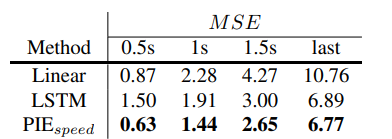 MSE
Method 0.5s 1s 1.5s last
Linear 0.87 2.28 4.27 10.76
LSTM 1.50 1.91 3.00 6.89
PIEspeed 0.63 1.44 2.65 6.77